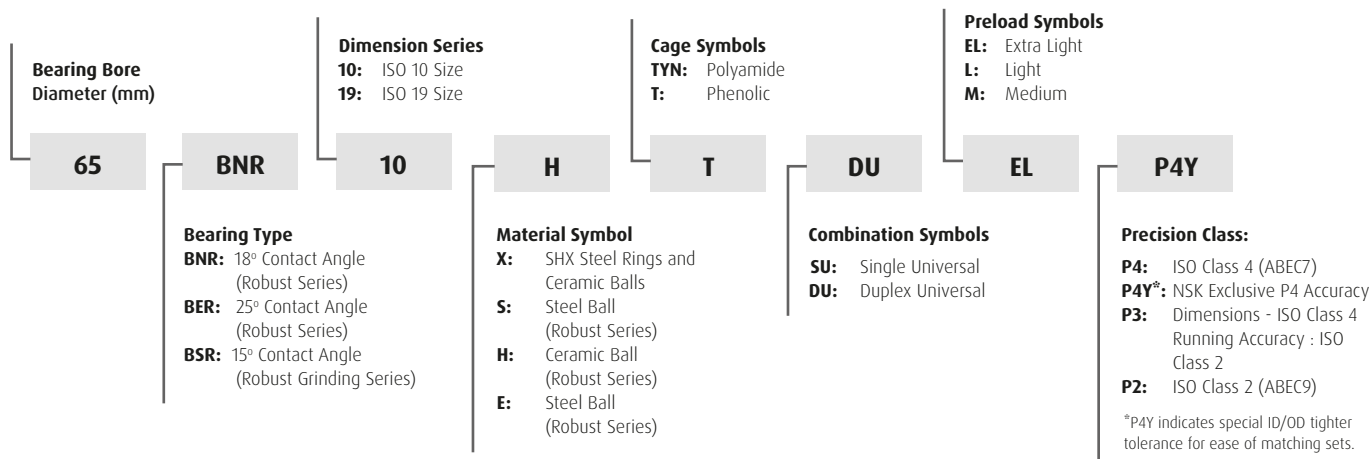 Bearing Bore
Diameter (mm)
Dimension Series
10: ISO 10 Size
19: ISO 19 Size
Cage Symbols
TYN: Polyamide
T: Phenolic
Preload Symbols
EL: Extra Light
L: Light
M: Medium
65
BNR
10
H
T
DU
EL
P4Y
Bearing Type
BNR: 18° Contact Angle
(Robust Series)
BER: 25° Contact Angle
(Robust Series)
BSR: 15° Contact Angle
(Robust Grinding Series)
Material Symbol
X: SHX Steel Rings and
Ceramic Balls
S: Steel Ball
(Robust Series)
H: Ceramic Ball
(Robust Series)
E: Steel Ball
(Robust Series)
Combination Symbols
SU: Single Universal
DU: Duplex Universal
Precision Class:
P4: ISO Class 4 (ABEC7)
P4Y*: NSK Exclusive P4 Accuracy
P3: Dimensions - ISO Class 4
Running Accuracy : ISO
Class 2
P2: ISO Class 2 (ABEC9)
*P4Y indicates special ID/OD tighter
tolerance for ease of matching sets.